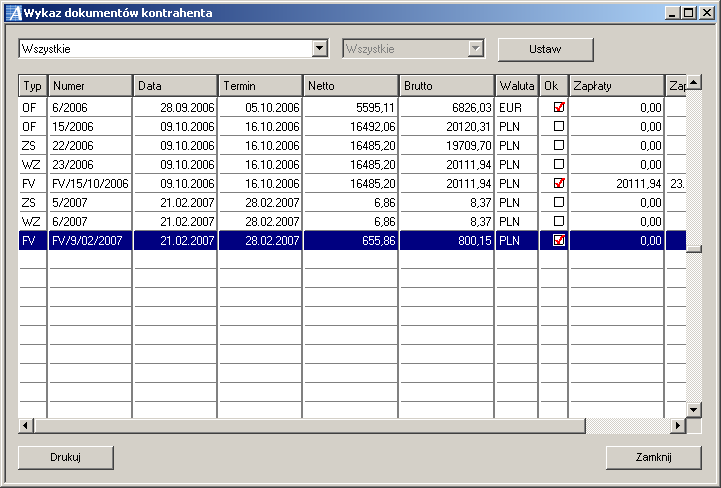 Wykaz dokumentów kontrahenta
Wszystkie Wszystkie Ustaw
Typ Numer Data Termin Netto Brutto Waluta Ok Zapłaty Zap
OF 6/2006 28.09.2006 05.10.2006 5595,11 6826,03 EUR 0,00
OF 15/2006 09.10.2006 16.10.2006 16492,06 20120,31 PLN 0,00
ZS 22/2006 09.10.2006 16.10.2006 16485,20 19709,70 PLN 0,00
WZ 23/2006 09.10.2006 16.10.2006 16485,20 20111,94 PLN 0,00
FV FV/15/10/2006 09.10.2006 16.10.2006 16485,20 20111,94 PLN 20111,94 23.
ZS 5/2007 21.02.2007 28.02.2007 6,86 8,37 PLN 0,00
WZ 6/2007 21.02.2007 28.02.2007 6,86 8,37 PLN 0,00
FV FV/9/02/2007 21.02.2007 28.02.2007 655,86 800,15 PLN 0,00
Drukuj Zamknij